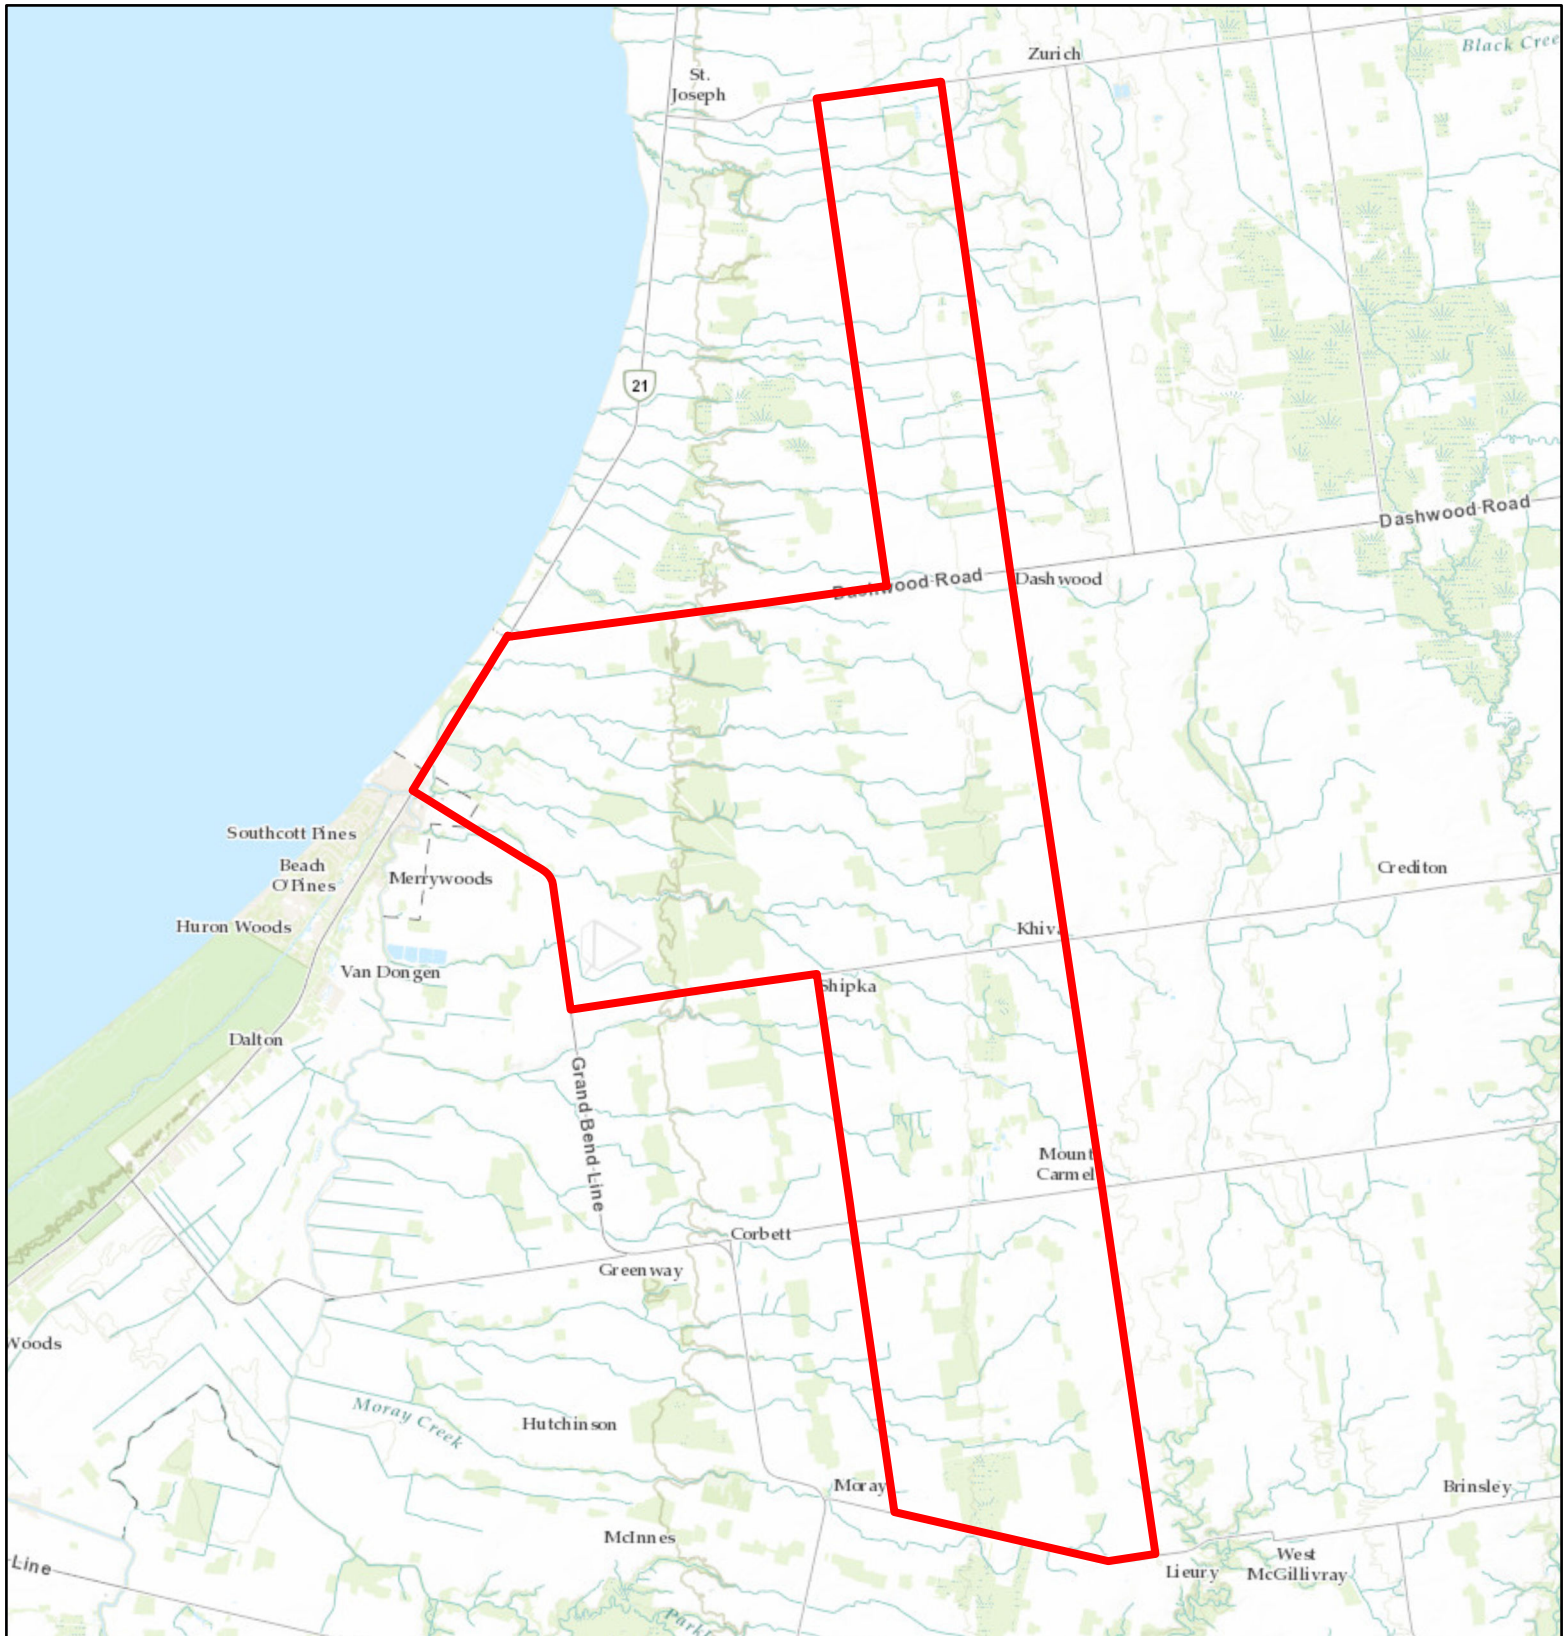 Zurich
Black Cree
St.
Joseph
21
Dashwood Road
Dashwood Road
Dashwood
Southcott Pines
Beach
O'Pines
Merrywoods
Crediton
Huron Woods
Khiva
Van Dongen
Shipka
Dalton
Grand Bend Line
Mount
Carmel
Corbett
Greenway
Woods
Moray Creek
Hutchinson
Moray
Brinsley
McInnes
West
McGillivray
Lieury
Line